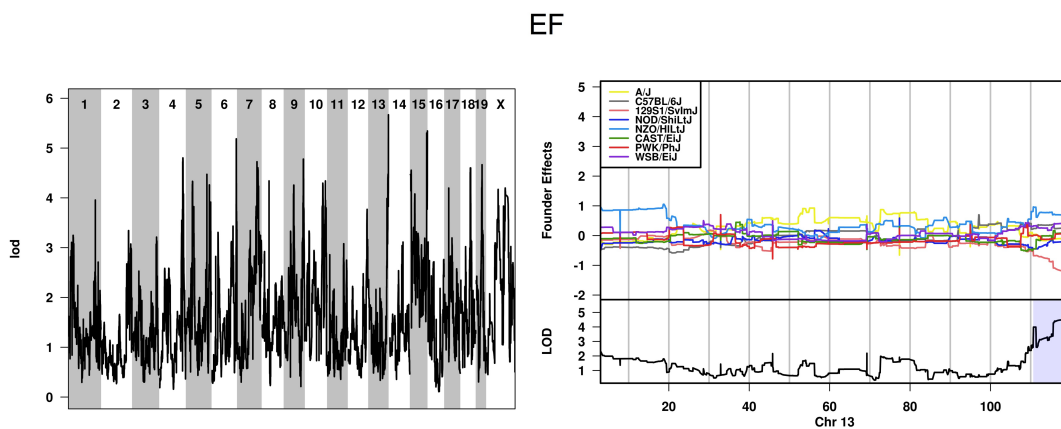 EF
lod
6
5
4
3
2
1
0
1 2 3 4 5 6 7 8 9 10 11 12 13 14 15 16 17 18 19 X
Founder Effects
5
4
3
2
1
0
-1
-2
A/J
C57BL/6J
129S1/SvImJ
NOD/ShiLtJ
NZO/HILtJ
CAST/EiJ
PWK/PhJ
WSB/EiJ
LOD
5
4
3
2
1
20 40 60 80 100
Chr 13